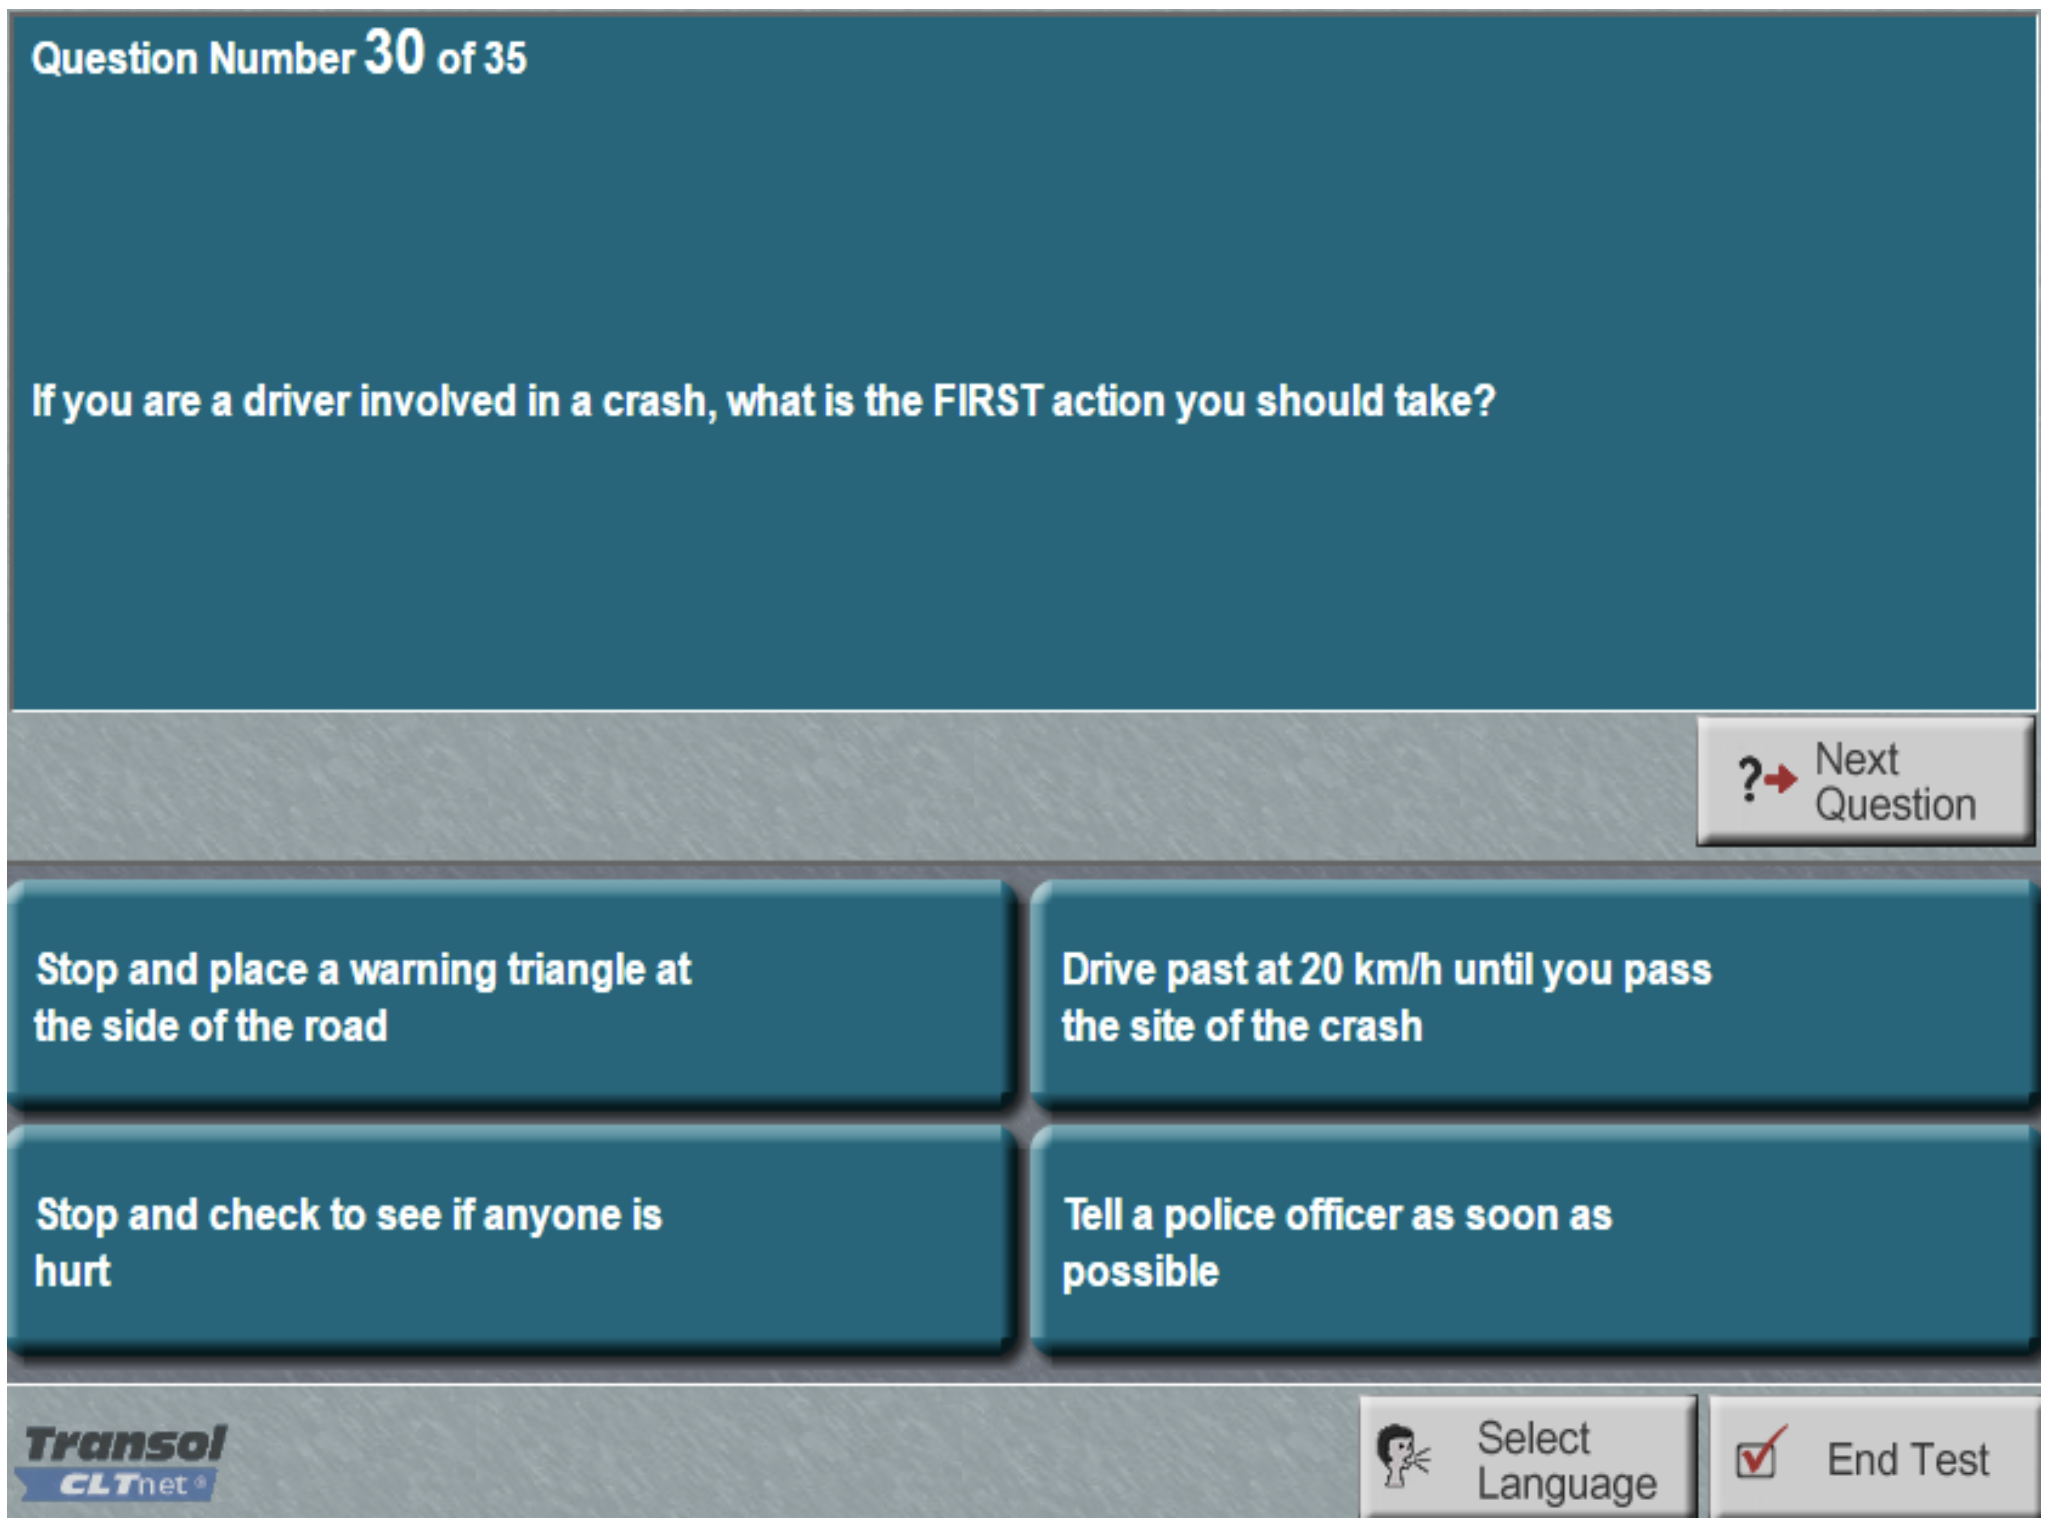 Question Number 30 of 35
If you are a driver involved in a crash, what is the FIRST action you should take?
? Next
Question
Stop and place a warning triangle at
the side of the road
Drive past at 20 km/h until you pass
the site of the crash
Stop and check to see if anyone is
hurt
Tell a police officer as soon as
possible
Transol
CLTnet®
Select
Language
End Test